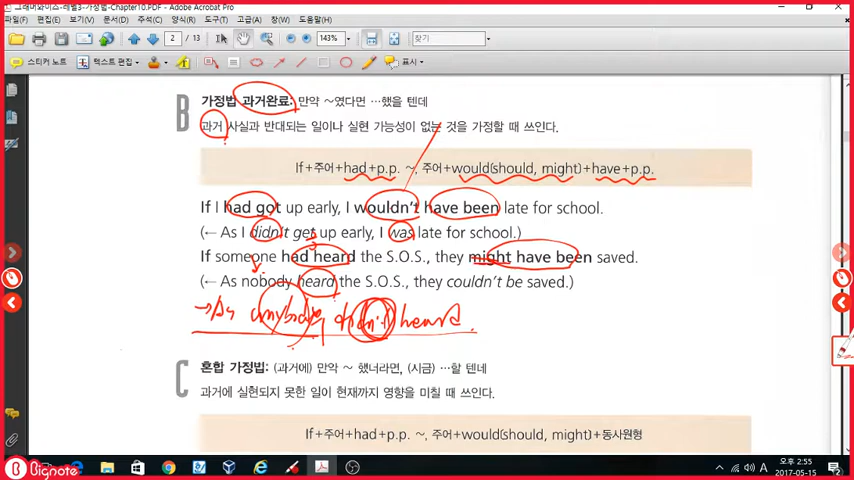 그래머와이즈-레벨3-가정법-Chapter10.PDF - Adobe Acrobat Pro
파일(F) 편집(E) 보기(V) 문서(D) 주석(C) 양식(R) 도구(T) 고급(A) 창(W) 도움말(H)
2 / 13 143% 찾기
스티커 노트 텍스트 편집 표시
B 가정법 과거완료: 만약 ~였다면 …했을 텐데
과거 사실과 반대되는 일이나 실현 가능성이 없는 것을 가정할 때 쓰인다.
If+주어+had+p.p. ~, 주어+would(should, might)+have+p.p.
If I had got up early, I wouldn't have been late for school.
(← As I didn't get up early, I was late for school.)
If someone had heard the S.O.S., they might have been saved.
(← As nobody heard the S.O.S., they couldn't be saved.)
→As anybody didn't heard
C 혼합 가정법: (과거에) 만약 ~ 했더라면, (지금) …할 텐데
과거에 실현되지 못한 일이 현재까지 영향을 미칠 때 쓰인다.
If+주어+had+p.p. ~, 주어+would(should, might)+동사원형
Bignote
A 오후 2:55
2017-05-15